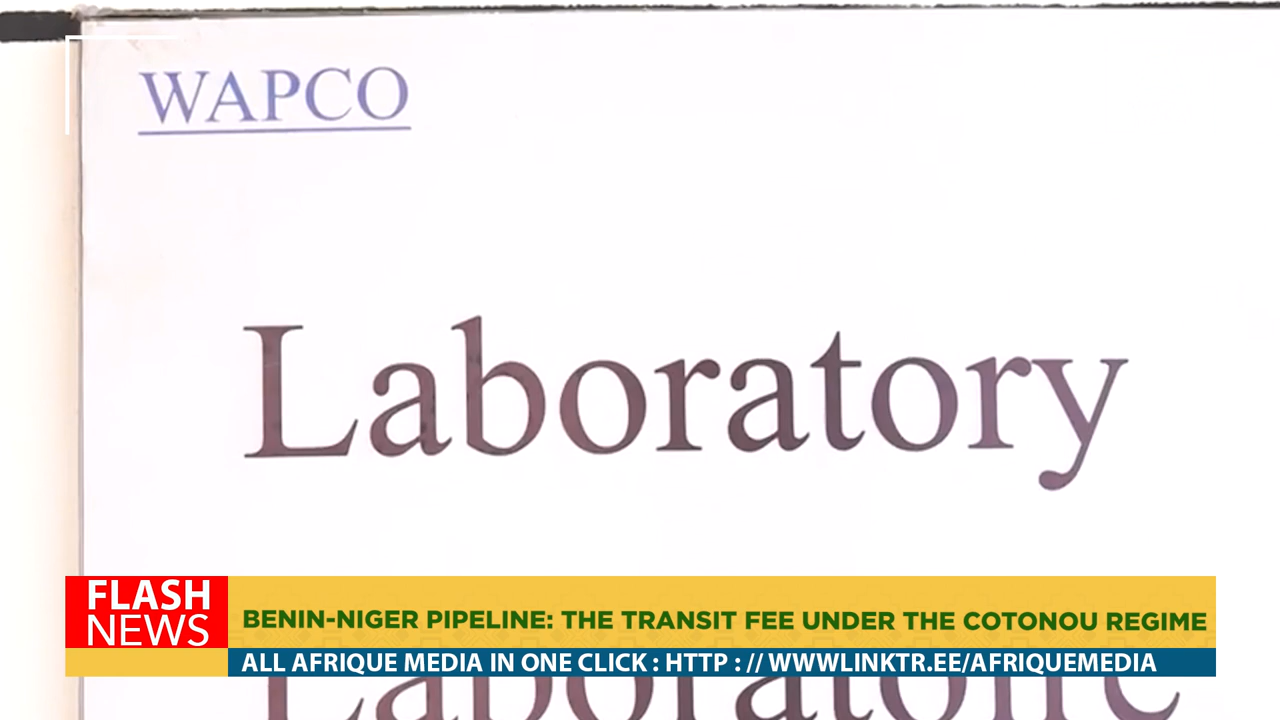 WAPCO
Laboratory
FLASH
NEWS
BENIN-NIGER PIPELINE: THE TRANSIT FEE UNDER THE COTONOU REGIME
ALL AFRIQUE MEDIA IN ONE CLICK : HTTP : // WWWLINKTR.EE/AFRIQUEMEDIA
Laboratoire